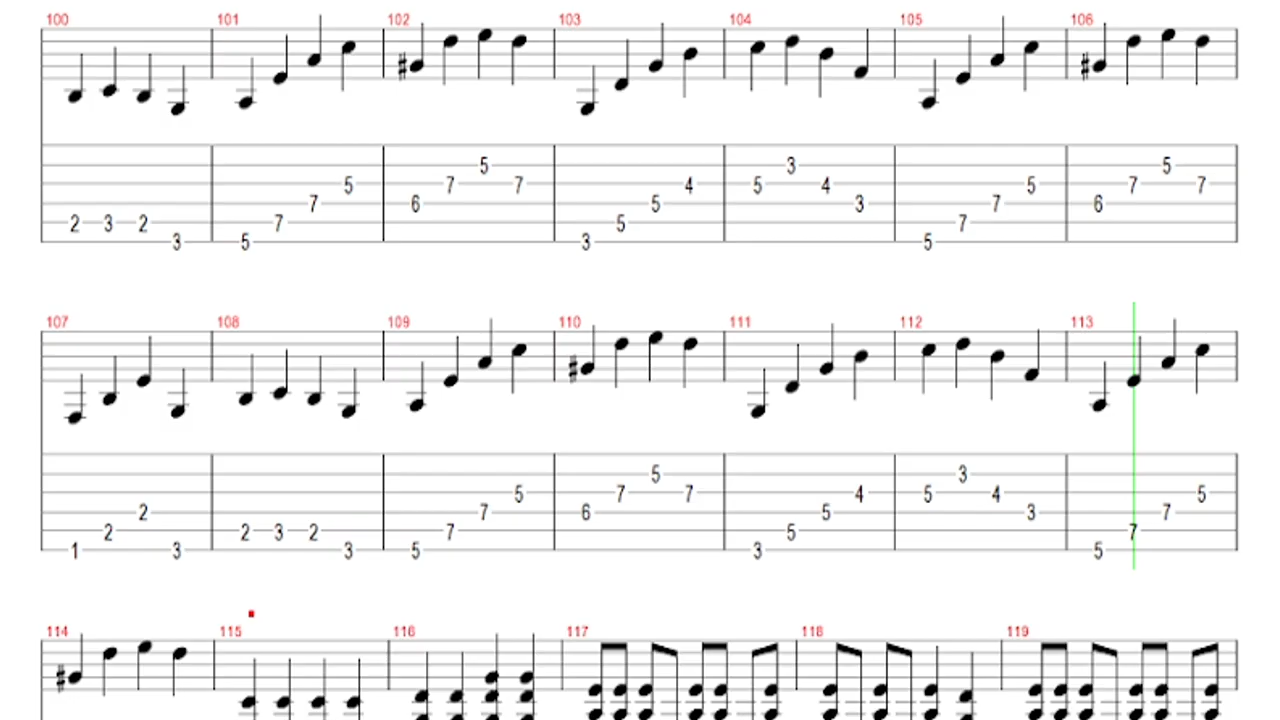 100 101 102 103 104 105 106
5 3 5
5 7 7 5 4 5 7 7
7 6 5 4 3 7 6
2 3 2 7 5 7
3 5 3 5
107 108 109 110 111 112 113
5 3
5 7 7 4 5 4 5
2 7 6 5 3 7
2 2 3 2 7 5 7
1 3 3 5 3 5
114 115 116 117 118 119